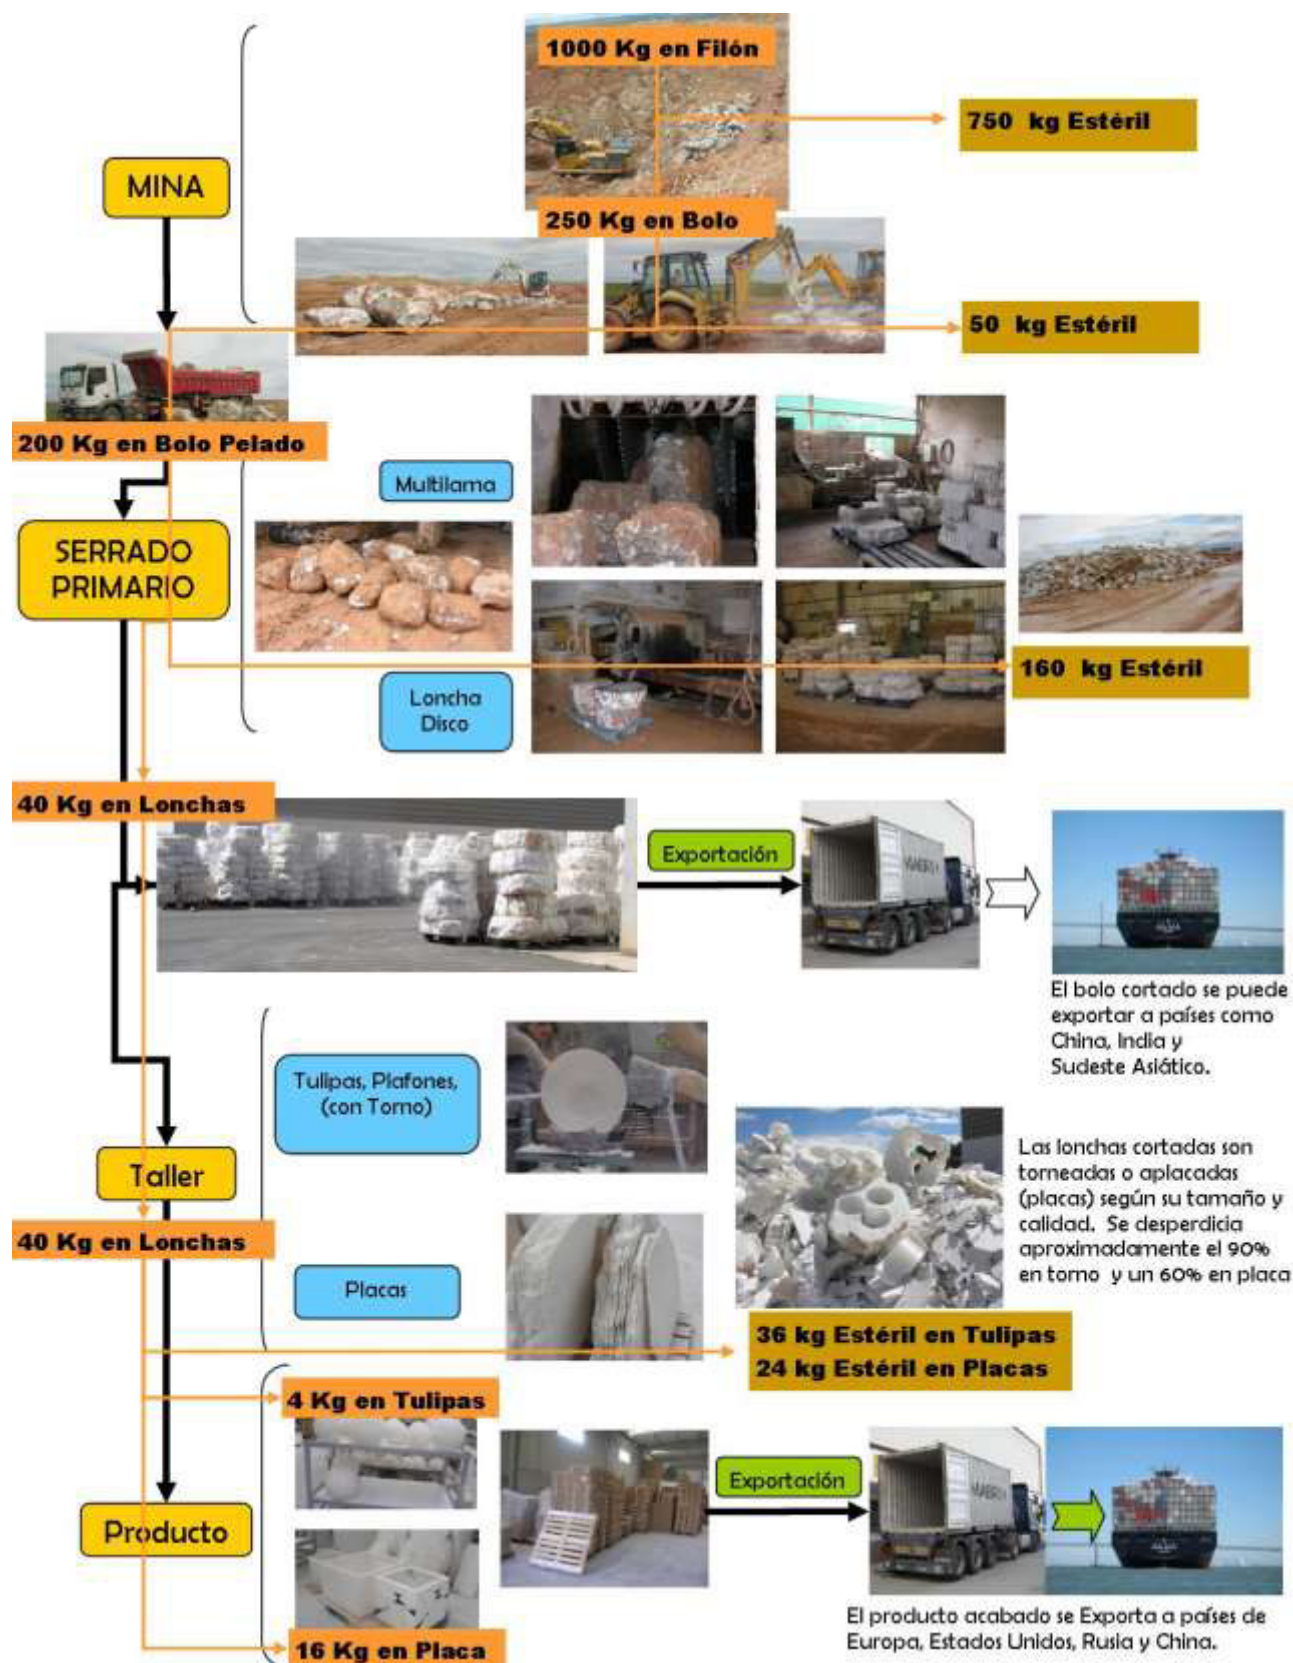 1000 Kg en Filón
750 kg Estéril
MINA
250 Kg en Bolo
50 kg Estéril
200 Kg en Bolo Pelado
Multilama
SERRADO
PRIMARIO
160 kg Estéril
Loncha
Disco
40 Kg en Lonchas
Exportación
El bolo cortado se puede
exportar a países como
China, India y
Sudeste Asiático.
Tulipas, Plafones,
(con Torno)
Las lonchas cortadas son
torneadas o aplacadas
(placas) según su tamaño y
calidad. Se desperdicia
aproximadamente el 90%
en torno y un 60% en placa
Taller
40 Kg en Lonchas
Placas
36 kg Estéril en Tulipas
24 kg Estéril en Placas
4 Kg en Tulipas
Exportación
Producto
El producto acabado se Exporta a países de
Europa, Estados Unidos, Rusia y China.
16 Kg en Placa